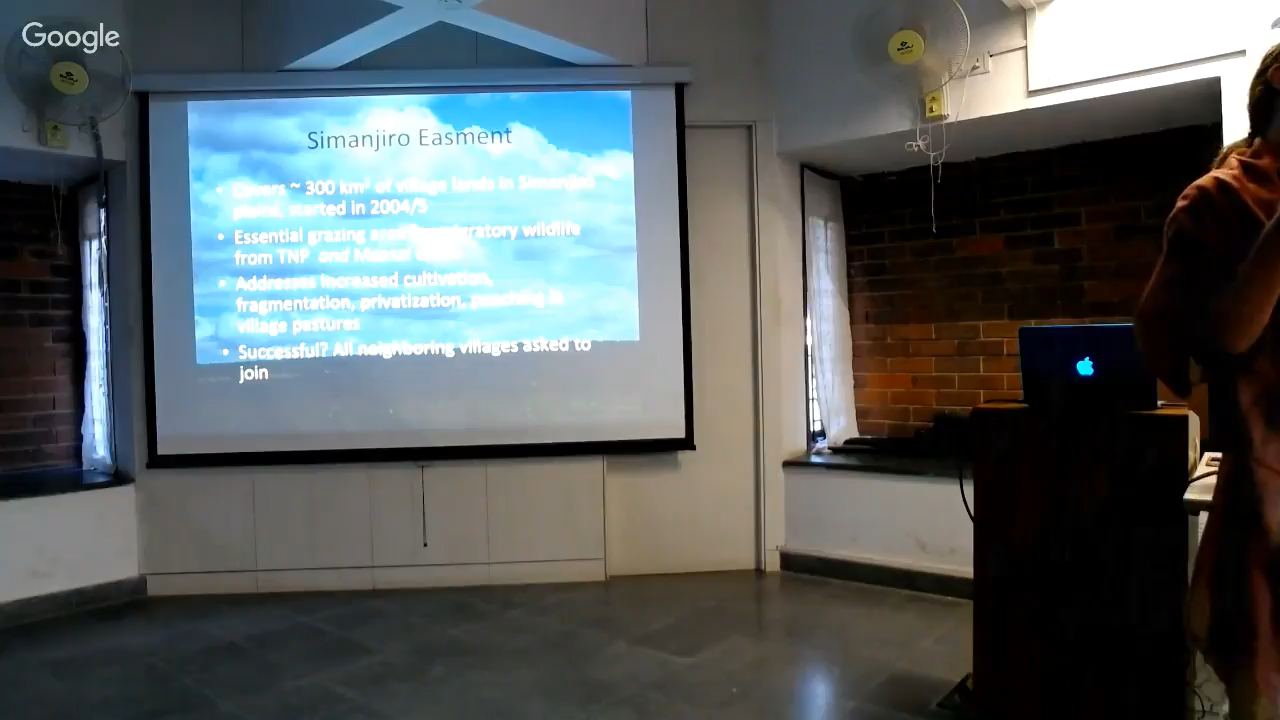 Google
Simanjiro Easment
• Covers ~ 300 km² of village lands in Simanjiro
plains, started in 2004/5
• Essential grazing area for migratory wildlife
from TNP and
• Addresses increased cultivation,
fragmentation, privatization, poaching in
village pastures
• Successful? All neighboring villages asked to
join